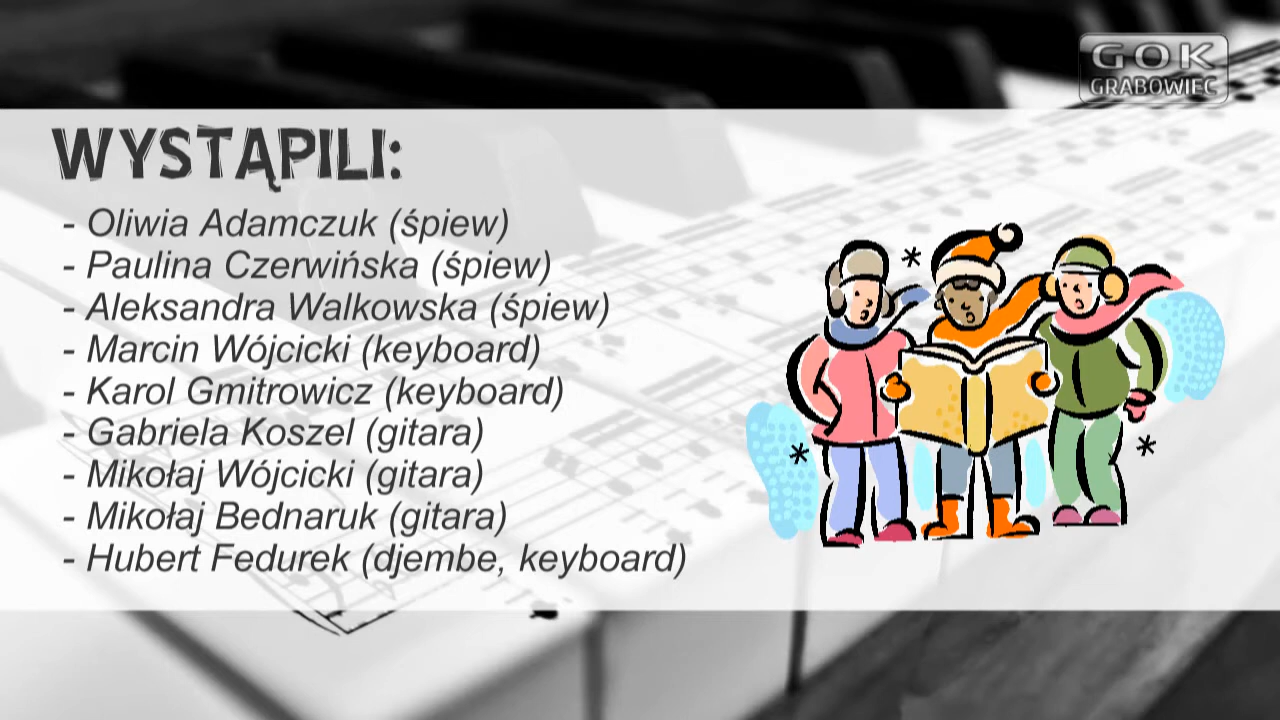 GOK
GRABOWIEC
WYSTĄPILI:
- Oliwia Adamczuk (śpiew)
- Paulina Czerwińska (śpiew)
- Aleksandra Walkowska (śpiew)
- Marcin Wójcicki (keyboard)
- Karol Gmitrowicz (keyboard)
- Gabriela Koszel (gitara)
- Mikołaj Wójcicki (gitara)
- Mikołaj Bednaruk (gitara)
- Hubert Fedurek (djembe, keyboard)